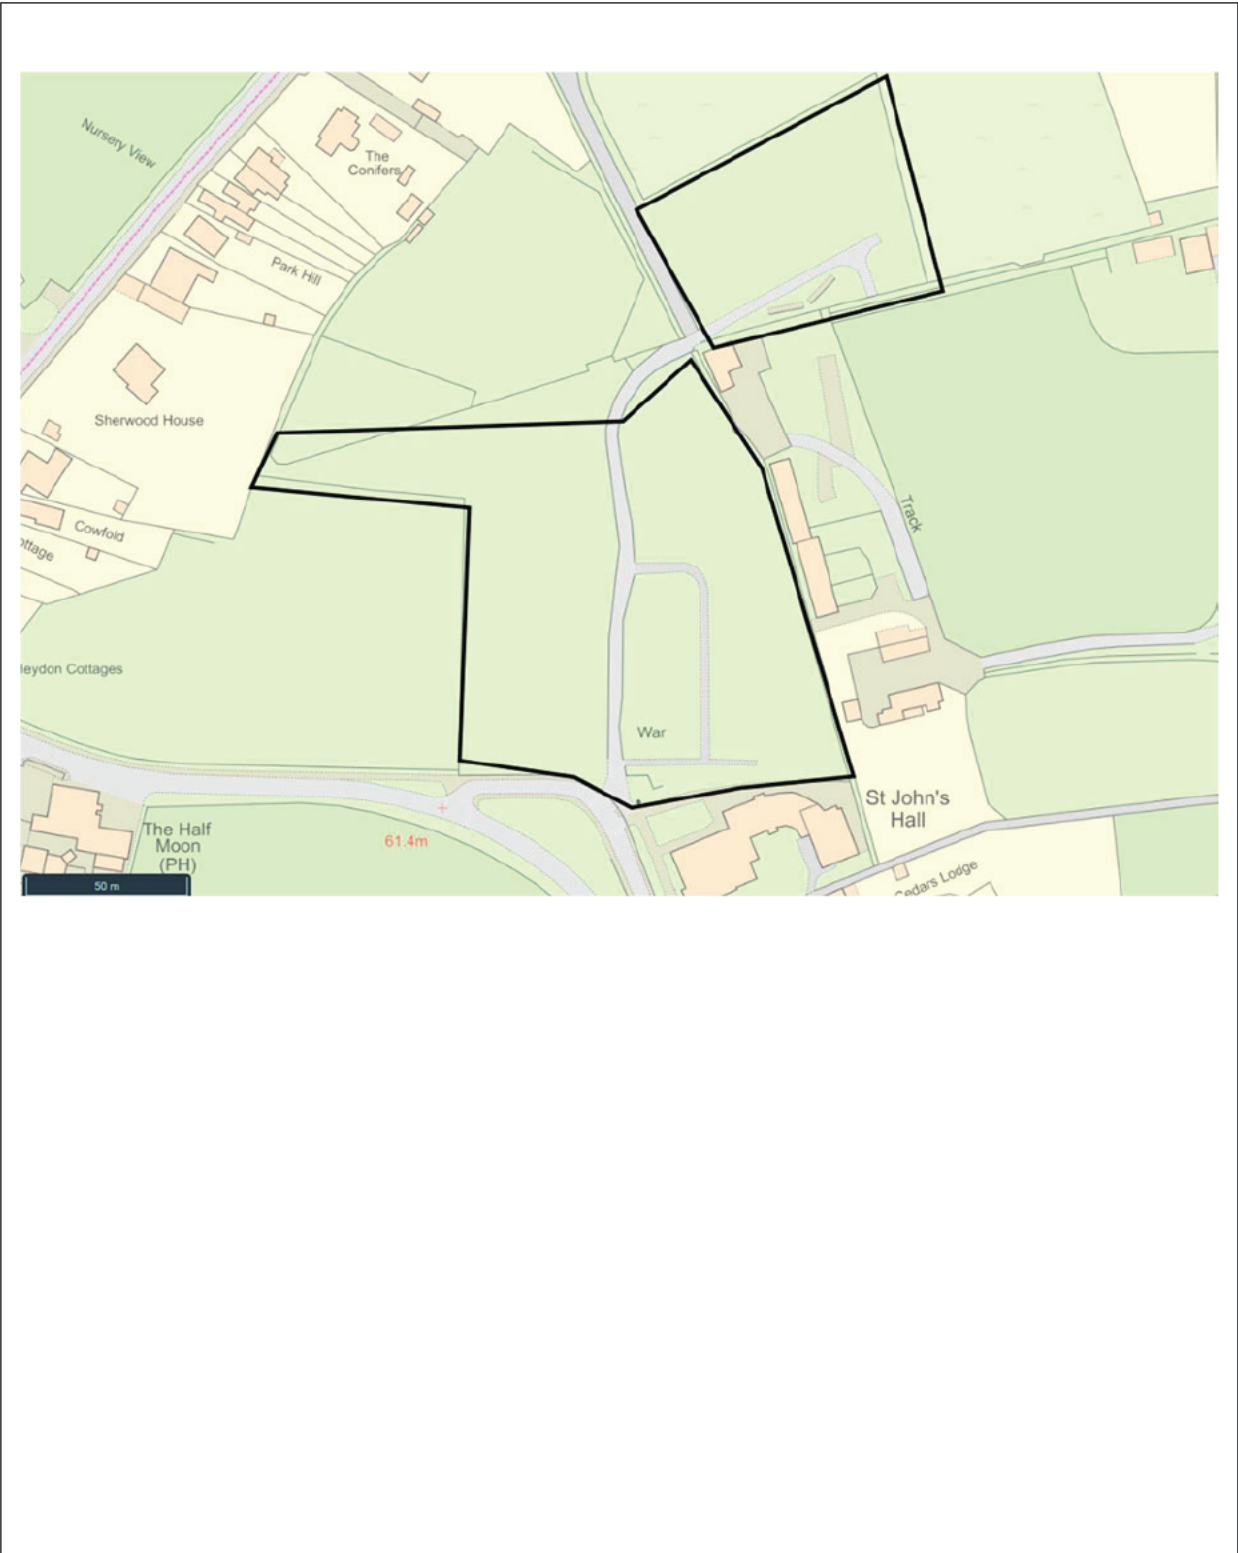 Nursery View
The
Conifers
Park Hill
Sherwood House
Cowfold
ottage
Track
leydon Cottages
War
St John's
Hall
The Half
Moon
(PH)
61.4m
Cedars Lodge
50 m